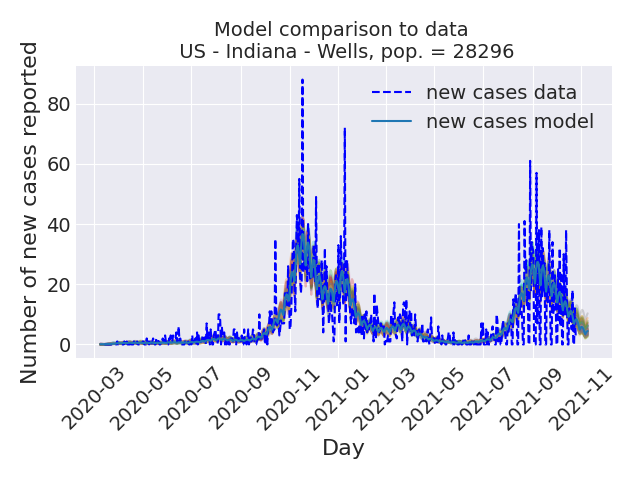 Model comparison to data
US - Indiana - Wells, pop. = 28296
new cases data
new cases model
Number of new cases reported
80
60
40
20
0
2020-03
2020-05
2020-07
2020-09
2020-11
2021-01
2021-03
2021-05
2021-07
2021-09
2021-11
Day